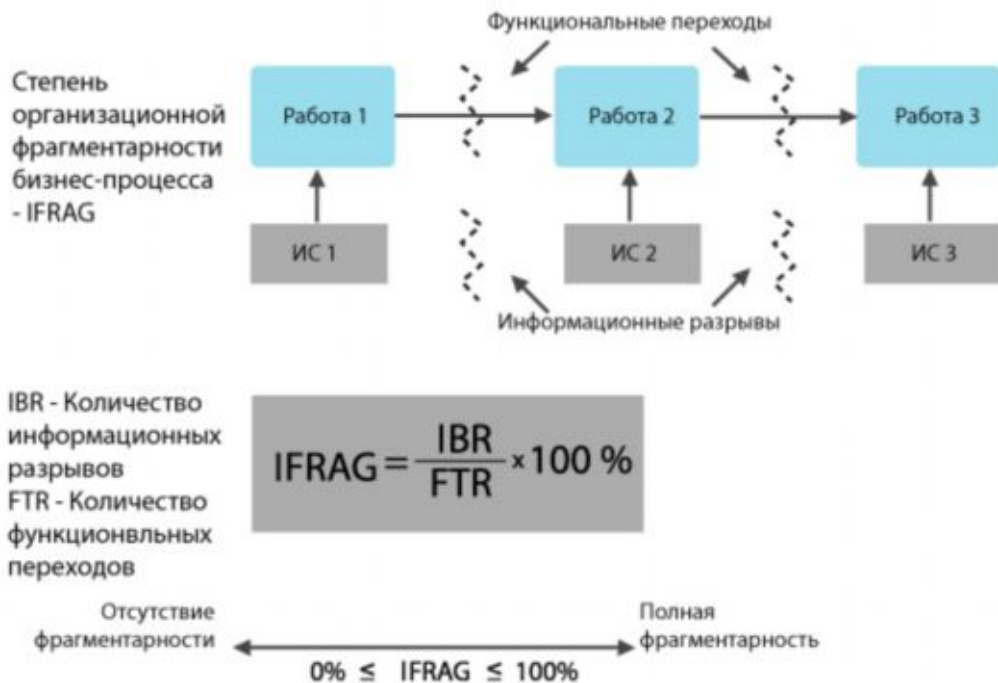 Функциональные переходы
Степень
организационной
фрагментарности
бизнес-процесса
- IFRAG
Работа 1
Работа 2
Работа 3
ИС 1
ИС 2
ИС 3
Информационные разрывы
IBR - Количество
информационных
разрывов
FTR - Количество
функционвльных
переходов
IFRAG = IBR / FTR × 100 %
Отсутствие
фрагментарности
Полная
фрагментарность
0% ≤ IFRAG ≤ 100%